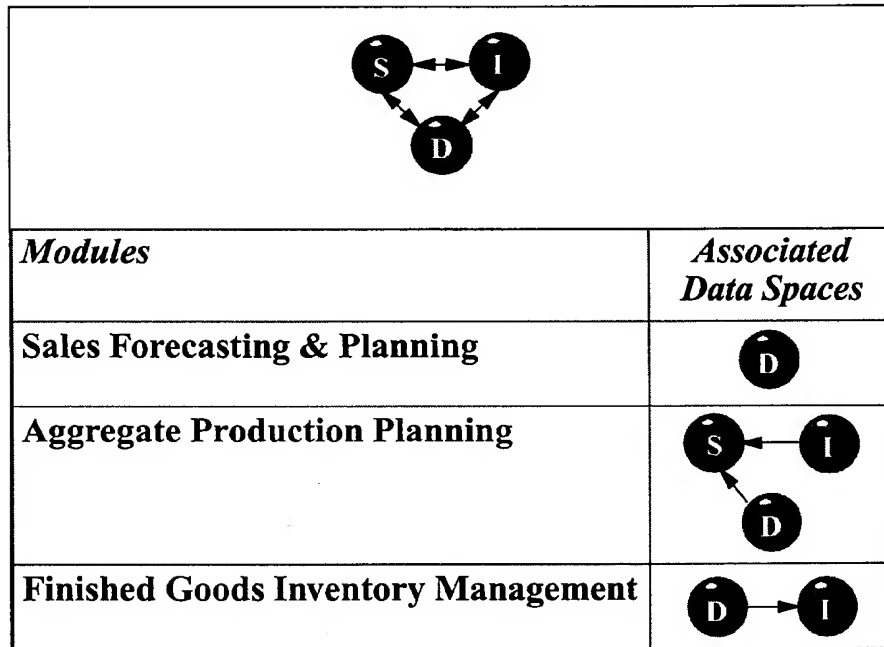 S I
D
Modules Associated
Data Spaces
Sales Forecasting & Planning D
Aggregate Production Planning S I
D
Finished Goods Inventory Management D I